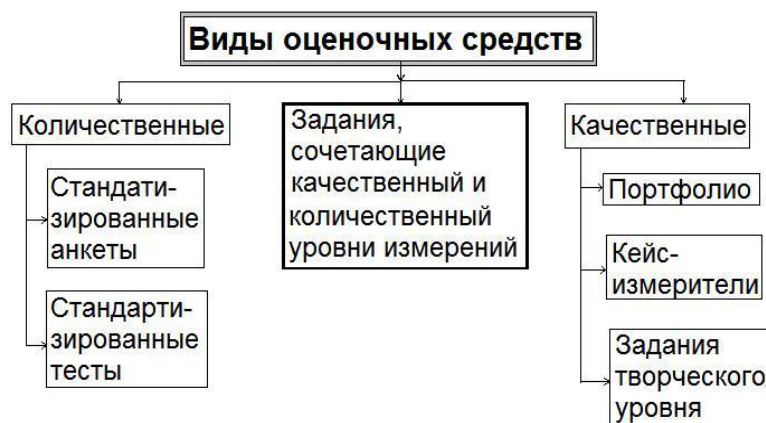 Виды оценочных средств
Количественные
Стандати-
зированные
анкеты
Стандарти-
зированные
тесты
Задания,
сочетающие
качественный и
количественный
уровни измерений
Качественные
Портфолио
Кейс-
измерители
Задания
творческого
уровня